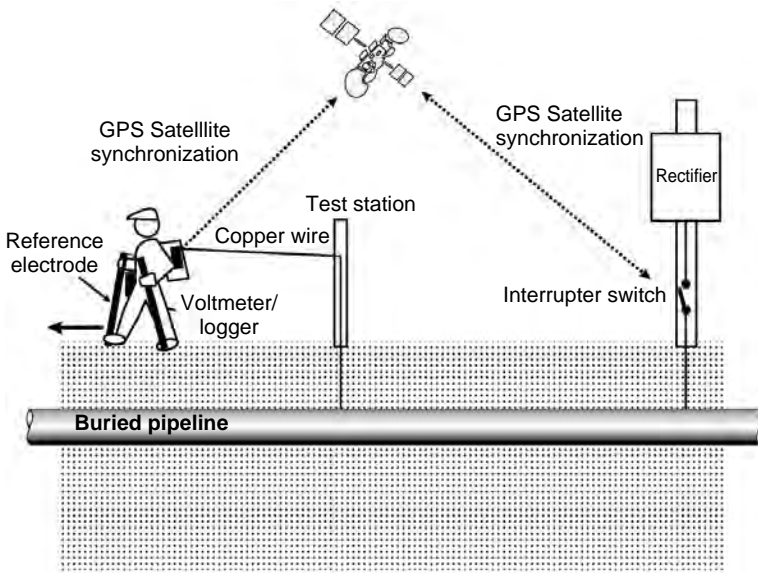 GPS Satelllite
synchronization
GPS Satellite
synchronization
Rectifier
Test station
Copper wire
Reference
electrode
Voltmeter/
logger
Interrupter switch
Buried pipeline